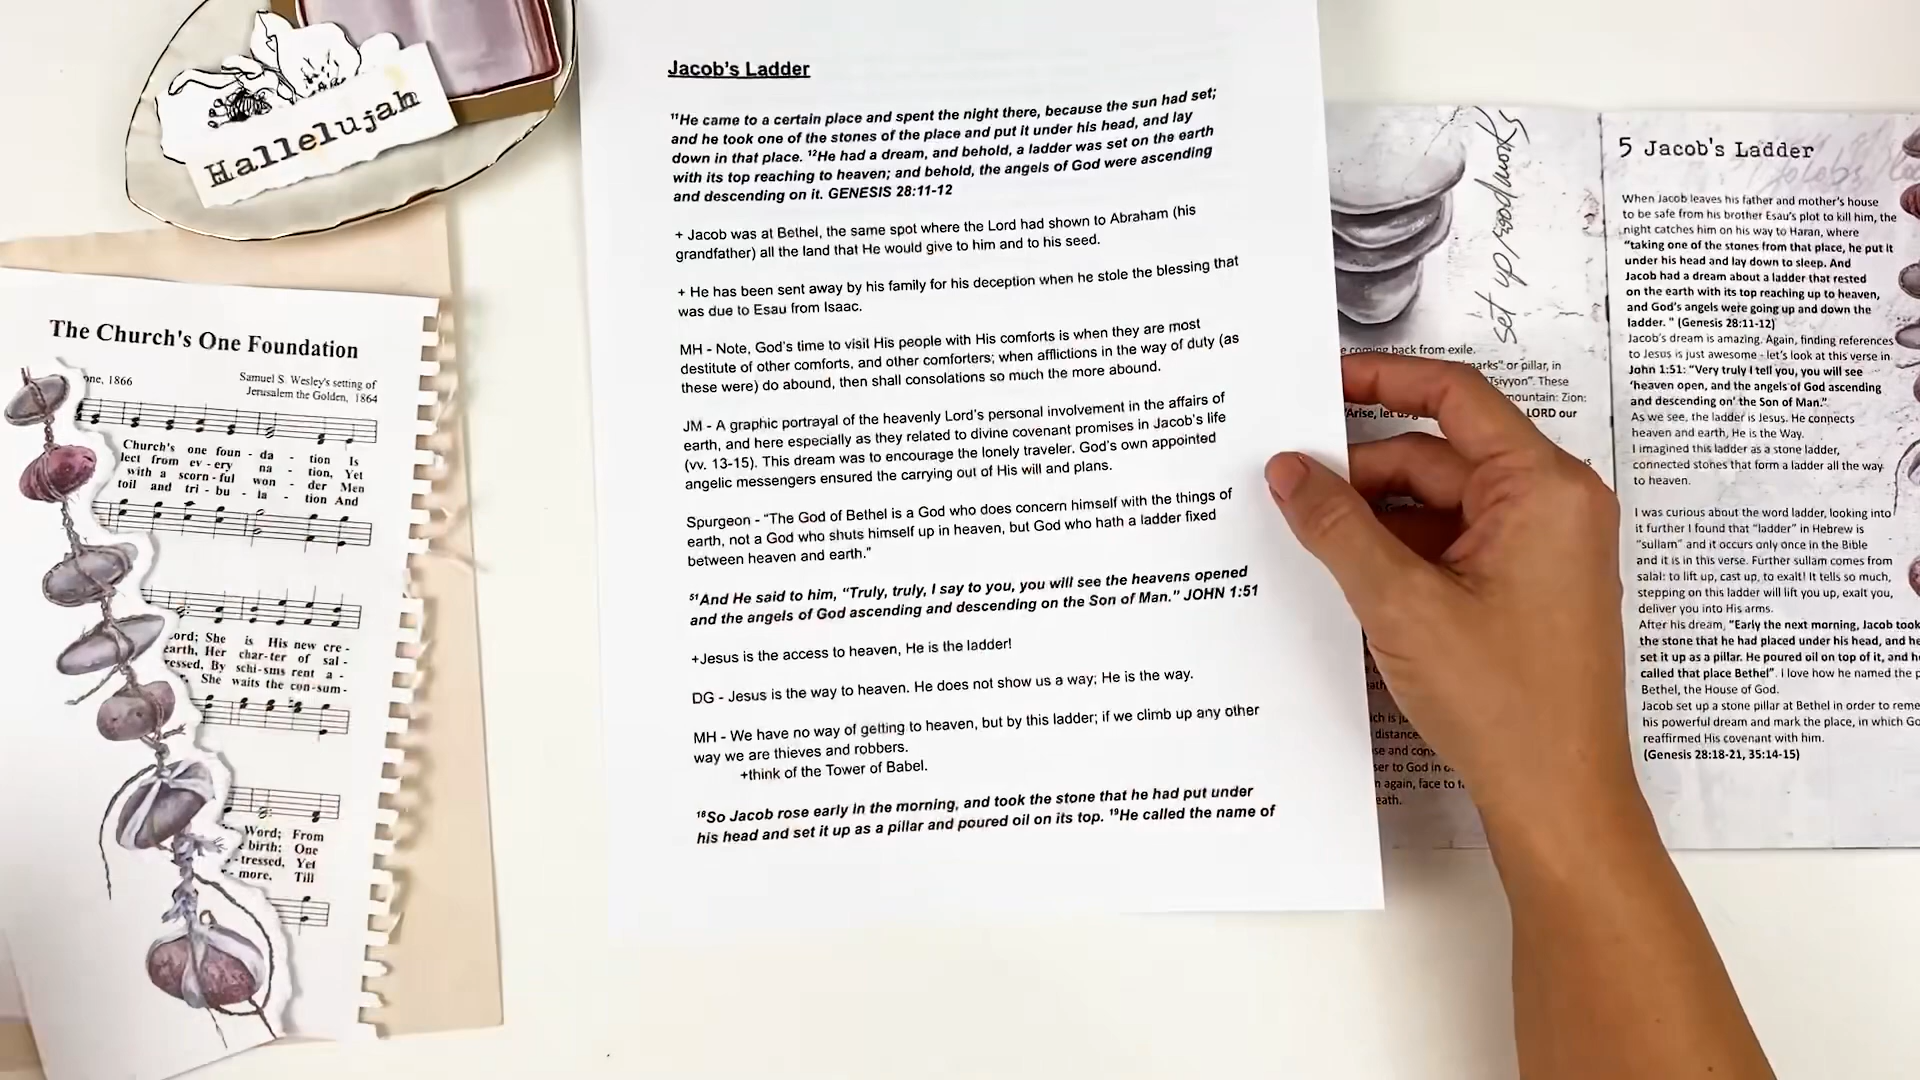 Hallelujah
The Church's One Foundation
one, 1866
Samuel S. Wesley's setting of
Jerusalem the Golden, 1864
Church's one foun - da - tion Is
lect from ev - ery na - tion, Yet
with a scorn - ful won - der Men
toil and tri - bu - la - tion And
ord; She is His new cre -
earth, Her char - ter of sal -
ressed, By schi - sms rent a -
She waits the con - sum -
Word; From
birth; One
tressed, Yet
more, Till
Jacob's Ladder
¹¹He came to a certain place and spent the night there, because the sun had set;
and he took one of the stones of the place and put it under his head, and lay
down in that place. ¹²He had a dream, and behold, a ladder was set on the earth
with its top reaching to heaven; and behold, the angels of God were ascending
and descending on it. GENESIS 28:11-12
+ Jacob was at Bethel, the same spot where the Lord had shown to Abraham (his
grandfather) all the land that He would give to him and to his seed.
+ He has been sent away by his family for his deception when he stole the blessing that
was due to Esau from Isaac.
MH - Note, God's time to visit His people with His comforts is when they are most
destitute of other comforts, and other comforters; when afflictions in the way of duty (as
these were) do abound, then shall consolations so much the more abound.
JM - A graphic portrayal of the heavenly Lord's personal involvement in the affairs of
earth, and here especially as they related to divine covenant promises in Jacob's life
(vv. 13-15). This dream was to encourage the lonely traveler. God's own appointed
angelic messengers ensured the carrying out of His will and plans.
Spurgeon - “The God of Bethel is a God who does concern himself with the things of
earth, not a God who shuts himself up in heaven, but God who hath a ladder fixed
between heaven and earth.”
⁵¹And He said to him, “Truly, truly, I say to you, you will see the heavens opened
and the angels of God ascending and descending on the Son of Man.” JOHN 1:51
+Jesus is the access to heaven, He is the ladder!
DG - Jesus is the way to heaven. He does not show us a way; He is the way.
MH - We have no way of getting to heaven, but by this ladder; if we climb up any other
way we are thieves and robbers.
+think of the Tower of Babel.
¹⁸So Jacob rose early in the morning, and took the stone that he had put under
his head and set it up as a pillar and poured oil on its top. ¹⁹He called the name of
set up roadmarks
coming back from exile.
marks" or pillar, in
Tsiyyon". These
mountain: Zion:
"Arise, let us g
LORD our
distance.
again, face to f
eath.
5 Jacob's Ladder
When Jacob leaves his father and mother's house
to be safe from his brother Esau's plot to kill him, the
night catches him on his way to Haran, where
“taking one of the stones from that place, he put it
under his head and lay down to sleep. And
Jacob had a dream about a ladder that rested
on the earth with its top reaching up to heaven,
and God's angels were going up and down the
ladder. " (Genesis 28:11-12)
Jacob's dream is amazing. Again, finding references
to Jesus is just awesome - let's look at this verse in
John 1:51: “Very truly I tell you, you will see
‘heaven open, and the angels of God ascending
and descending on’ the Son of Man.”
As we see, the ladder is Jesus. He connects
heaven and earth, He is the Way.
I imagined this ladder as a stone ladder,
connected stones that form a ladder all the way
to heaven.
I was curious about the word ladder, looking into
it further I found that “ladder” in Hebrew is
“sullam” and it occurs only once in the Bible
and it is in this verse. Further sullam comes from
salal: to lift up, cast up, to exalt! It tells so much,
stepping on this ladder will lift you up, exalt you,
deliver you into His arms.
After his dream, “Early the next morning, Jacob took
the stone that he had placed under his head, and he
set it up as a pillar. He poured oil on top of it, and h
called that place Bethel”. I love how he named the p
Bethel, the House of God.
Jacob set up a stone pillar at Bethel in order to reme
his powerful dream and mark the place, in which Go
reaffirmed His covenant with him.
(Genesis 28:18-21, 35:14-15)